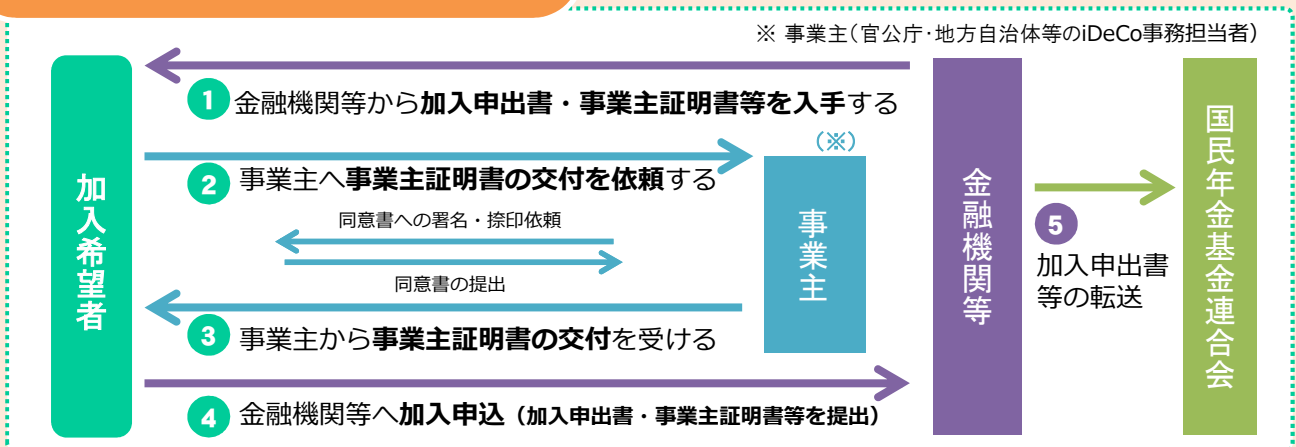 ※ 事業主（官公庁・地方自治体等のiDeCo事務担当者）
加入希望者
1 金融機関等から加入申出書・事業主証明書等を入手する
（※）
2 事業主へ事業主証明書の交付を依頼する
同意書への署名・捺印依頼
同意書の提出
3 事業主から事業主証明書の交付を受ける
4 金融機関等へ加入申込（加入申出書・事業主証明書等を提出）
事業主
金融機関等
5
加入申出書
等の転送
国民年金基金連合会